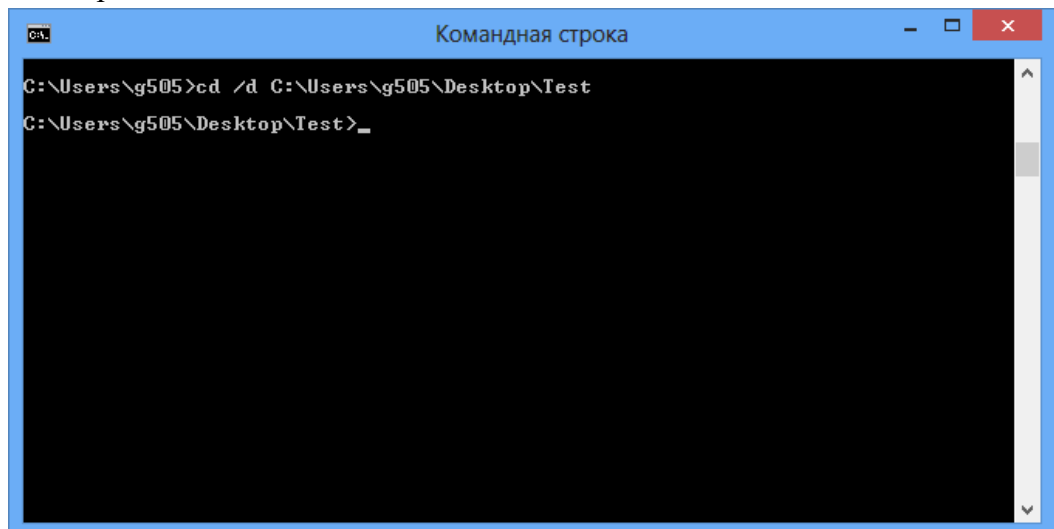 Командная строка
C:\Users\g505>cd /d C:\Users\g505\Desktop\Test
C:\Users\g505\Desktop\Test>_